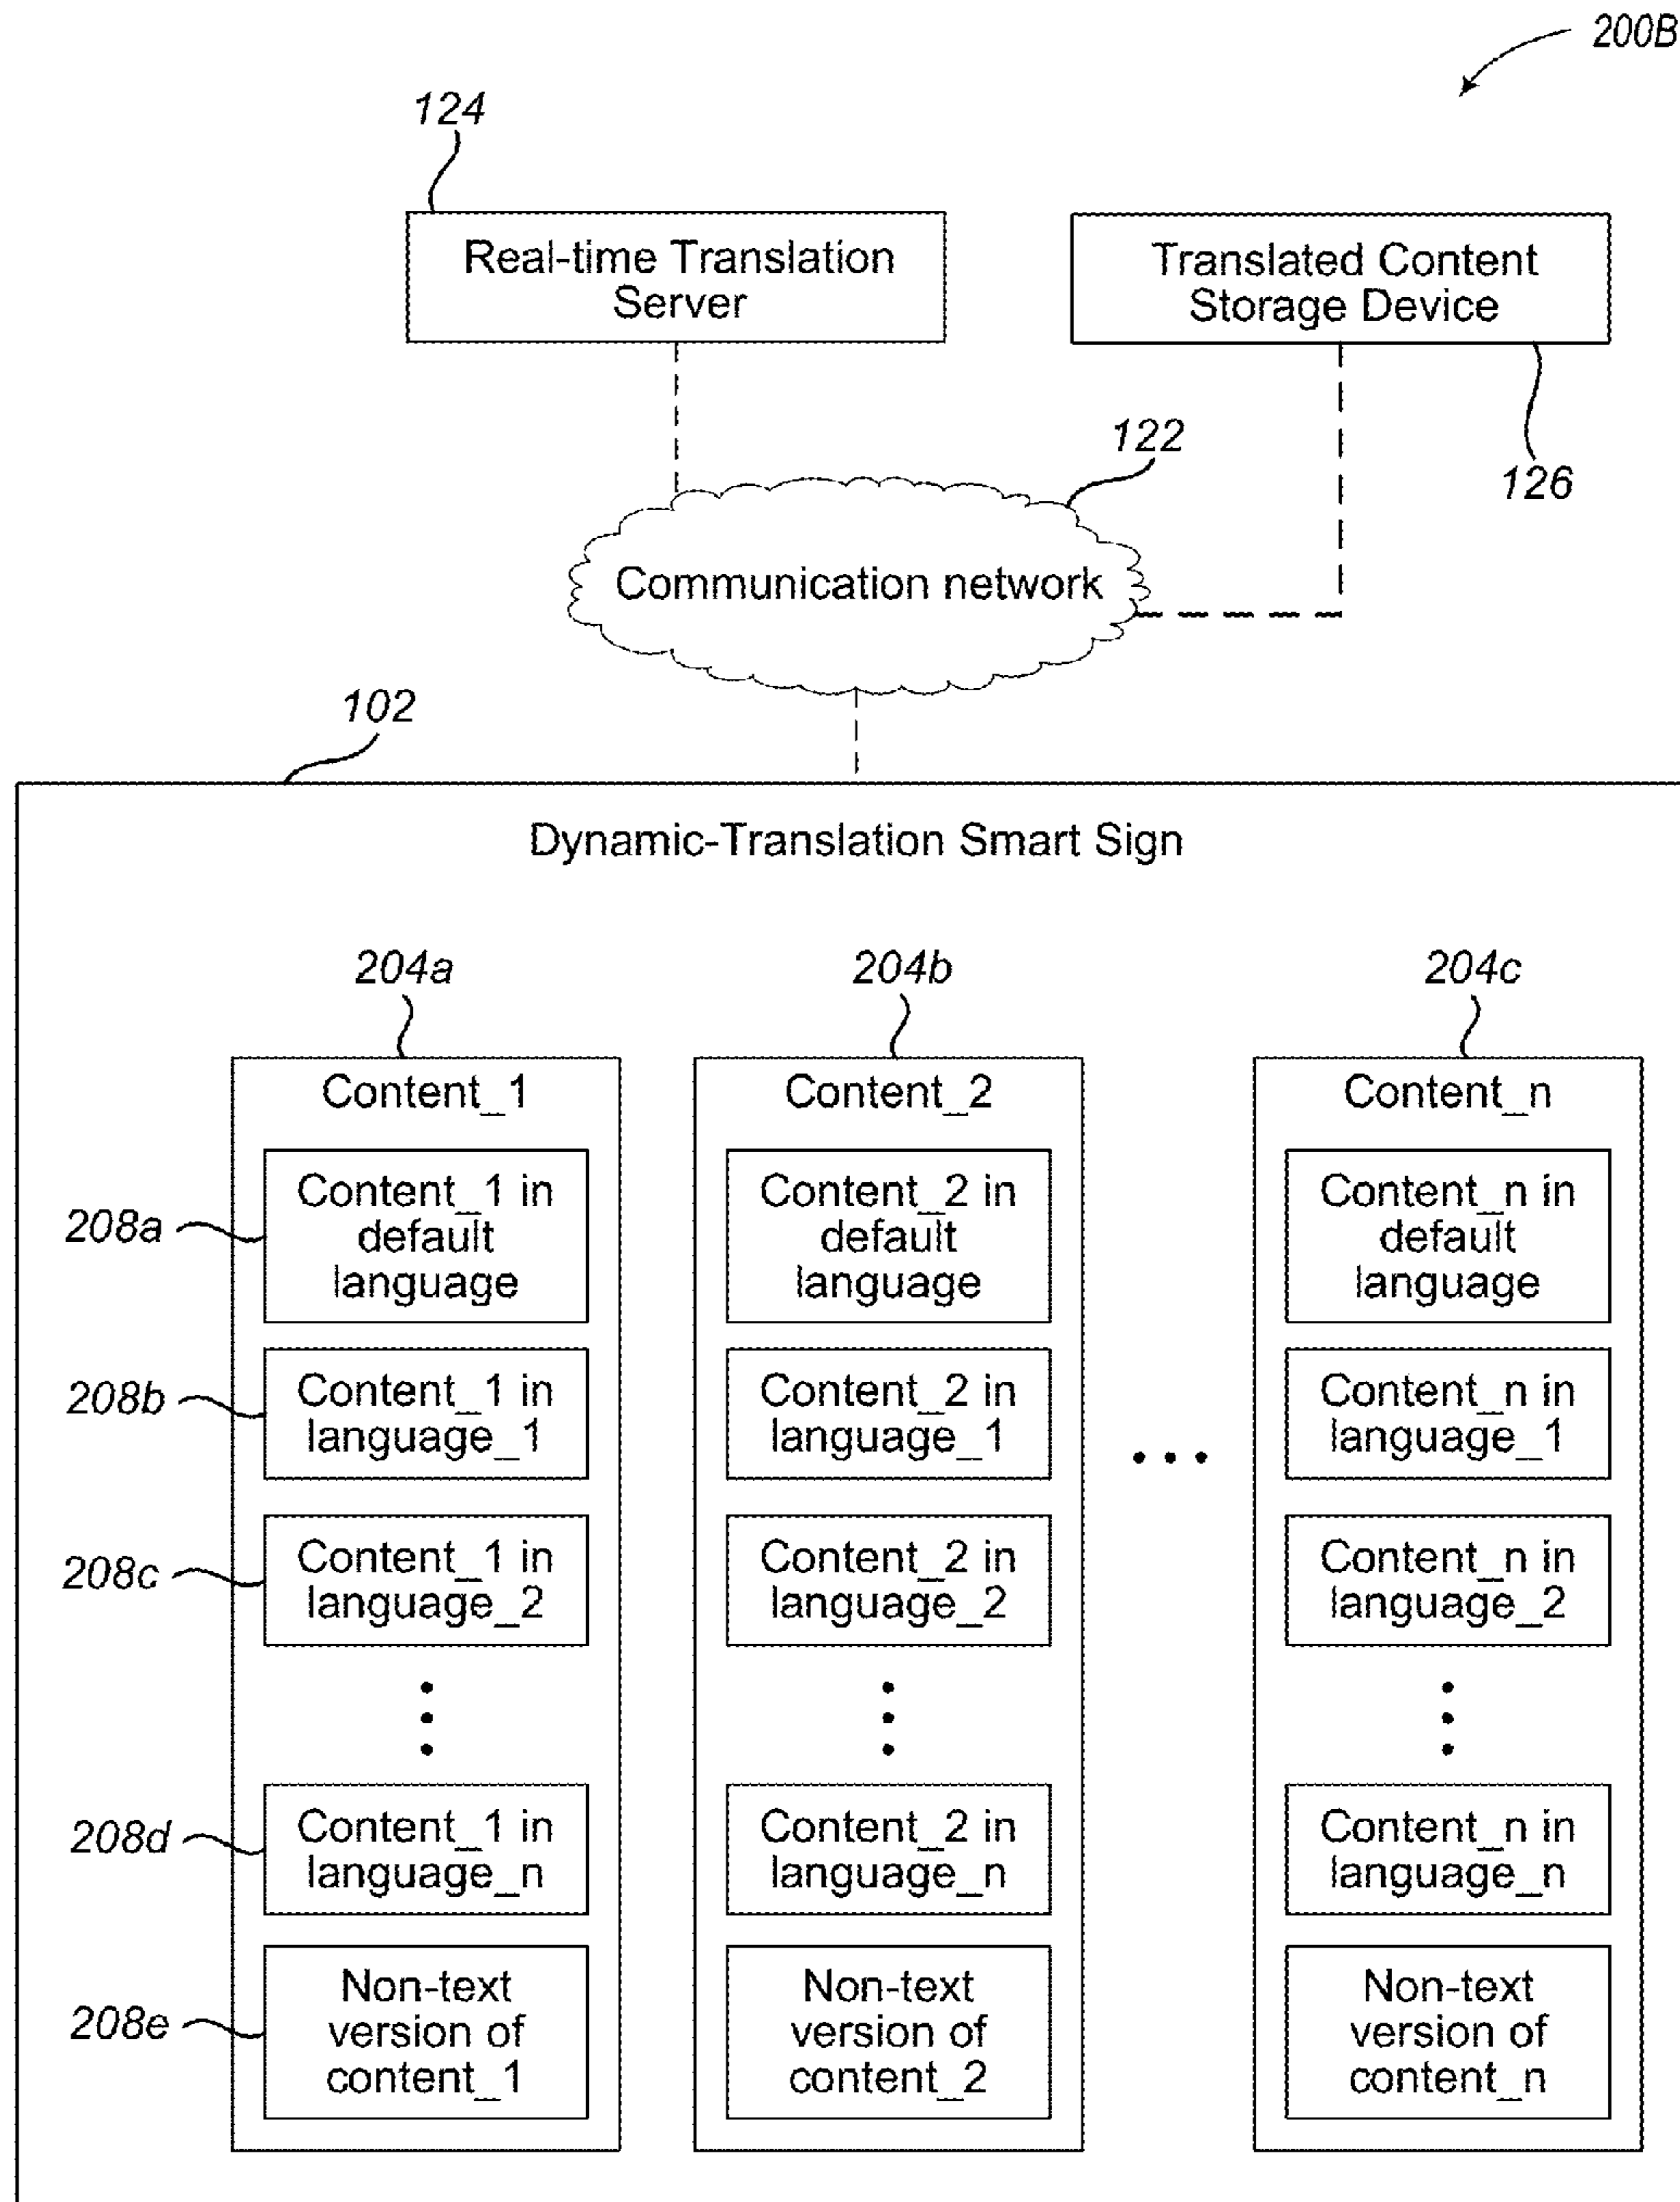 200B
124
Real-time Translation
Server
Translated Content
Storage Device
122
126
Communication network
102
Dynamic-Translation Smart Sign
204a
204b
204c
Content_1
Content_2
Content_n
208a
Content_1 in
default
language
Content_2 in
default
language
Content_n in
default
language
208b
Content_1 in
language_1
Content_2 in
language_1
Content_n in
language_1
208c
Content_1 in
language_2
Content_2 in
language_2
Content_n in
language_2
208d
Content_1 in
language_n
Content_2 in
language_n
Content_n in
language_n
208e
Non-text
version of
content_1
Non-text
version of
content_2
Non-text
version of
content_n